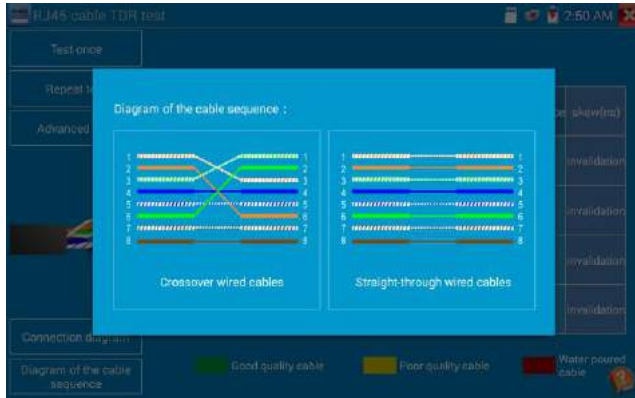 RJ45 cable TDR test
2:50 AM
Test once
Repeat
Advanced
skew(ns)
invalidation
invalidation
invalidation
invalidation
Diagram of the cable sequence :
1 1
2 2
3 3
4 4
5 5
6 6
7 7
8 8
Crossover wired cables
1 1
2 2
3 3
4 4
5 5
6 6
7 7
8 8
Straight-through wired cables
Connection diagram
Diagram of the cable
sequence
Good quality cable
Poor quality cable
Water poured
cable